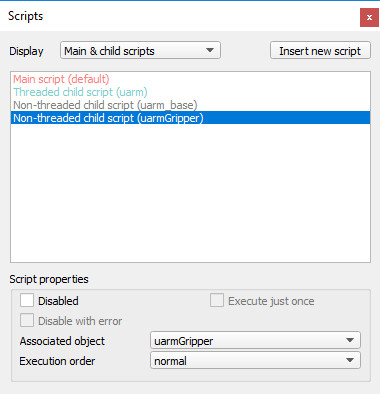 Scripts
x
Display Main & child scripts Insert new script
Main script (default)
Threaded child script (uarm)
Non-threaded child script (uarm_base)
Non-threaded child script (uarmGripper)
Script properties
Disabled Execute just once
Disable with error
Associated object uarmGripper
Execution order normal